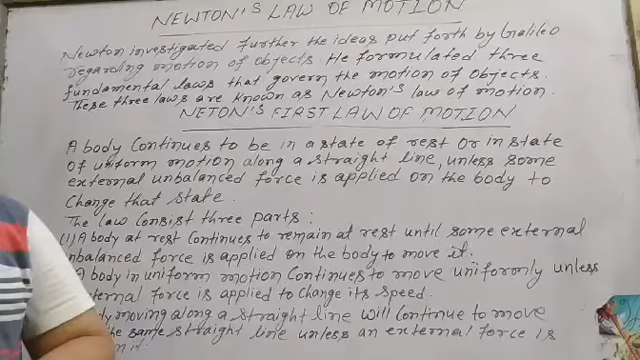 NEWTON'S LAW OF MOTION
Newton investigated further the ideas put forth by Galileo
regarding motion of objects. He formulated three
fundamental laws that govern the motion of objects.
These three laws are known as Newton's law of motion.
NETON'S FIRST LAW OF MOTION
A body continues to be in a state of rest or in state
of uniform motion along a straight line, unless some
external unbalanced force is applied on the body to
change that state.
The law consist three parts:
(i) A body at rest continues to remain at rest until some external
nbalanced force is applied on the body to move it.
A body in uniform motion continues to move uniformly unless
ternal force is applied to change its speed.
dy moving along a straight line will continue to move
the same straight line unless an external force is